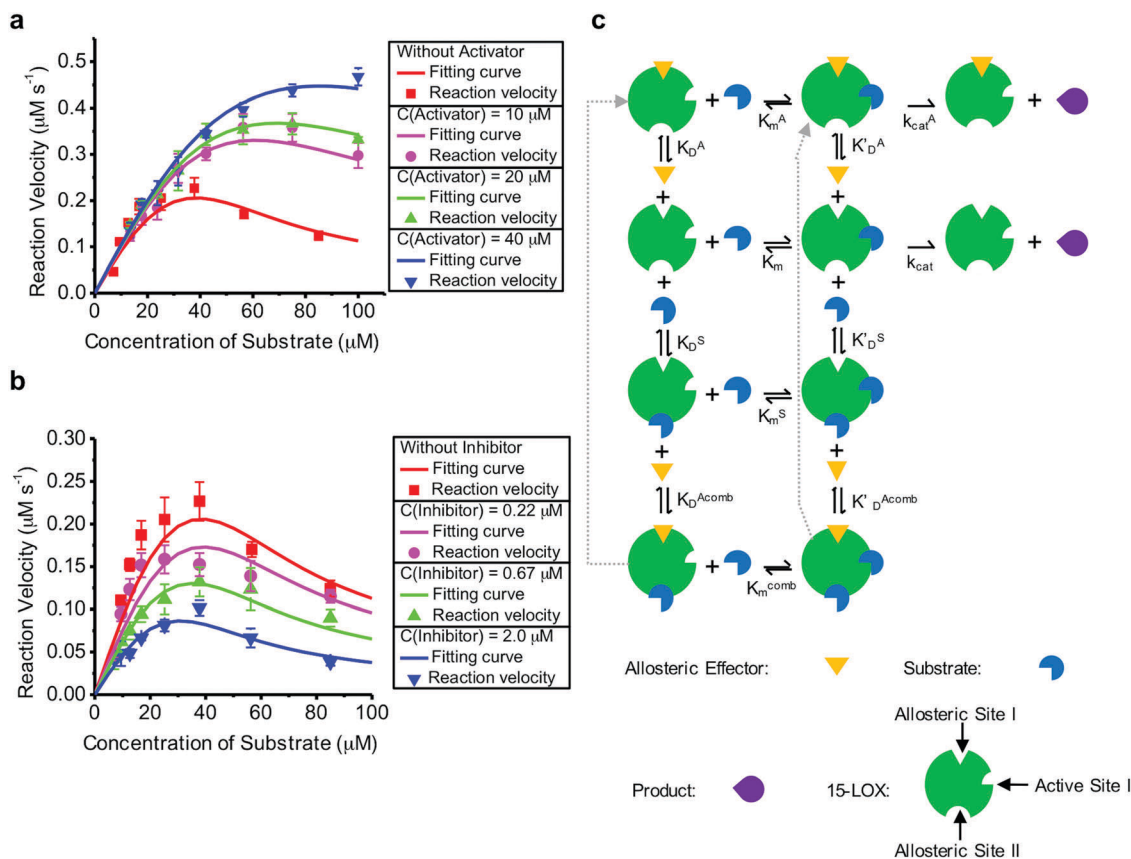 a
Reaction Velocity (μM s⁻¹)
0.5
0.4
0.3
0.2
0.1
0.0
0 20 40 60 80 100
Concentration of Substrate (μM)
Without Activator
Fitting curve
Reaction velocity
C(Activator) = 10 μM
Fitting curve
Reaction velocity
C(Activator) = 20 μM
Fitting curve
Reaction velocity
C(Activator) = 40 μM
Fitting curve
Reaction velocity
b
Reaction Velocity (μM s⁻¹)
0.30
0.25
0.20
0.15
0.10
0.05
0.00
0 20 40 60 80 100
Concentration of Substrate (μM)
Without Inhibitor
Fitting curve
Reaction velocity
C(Inhibitor) = 0.22 μM
Fitting curve
Reaction velocity
C(Inhibitor) = 0.67 μM
Fitting curve
Reaction velocity
C(Inhibitor) = 2.0 μM
Fitting curve
Reaction velocity
c
+ Kₘᴬ k꜀ₐₜᴬ +
K_D^A K'_D^A
+ +
+ Kₘ k꜀ₐₜ +
+ +
K_D^S K'_D^S
+ Kₘ^S
+ +
K_D^Acomb K'_D^Acomb
+ Kₘ^comb
Allosteric Effector: Substrate:
Allosteric Site I
Product: 15-LOX: Active Site I
Allosteric Site II